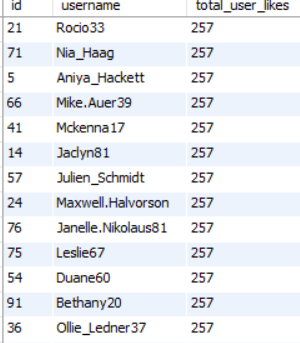 id username total_user_likes
21 Rocio33 257
71 Nia_Haag 257
5 Aniya_Hackett 257
66 Mike.Auer39 257
41 Mckenna17 257
14 Jaclyn81 257
57 Julien_Schmidt 257
24 Maxwell.Halvorson 257
76 Janelle.Nikolaus81 257
75 Leslie67 257
54 Duane60 257
91 Bethany20 257
36 Ollie_Ledner37 257